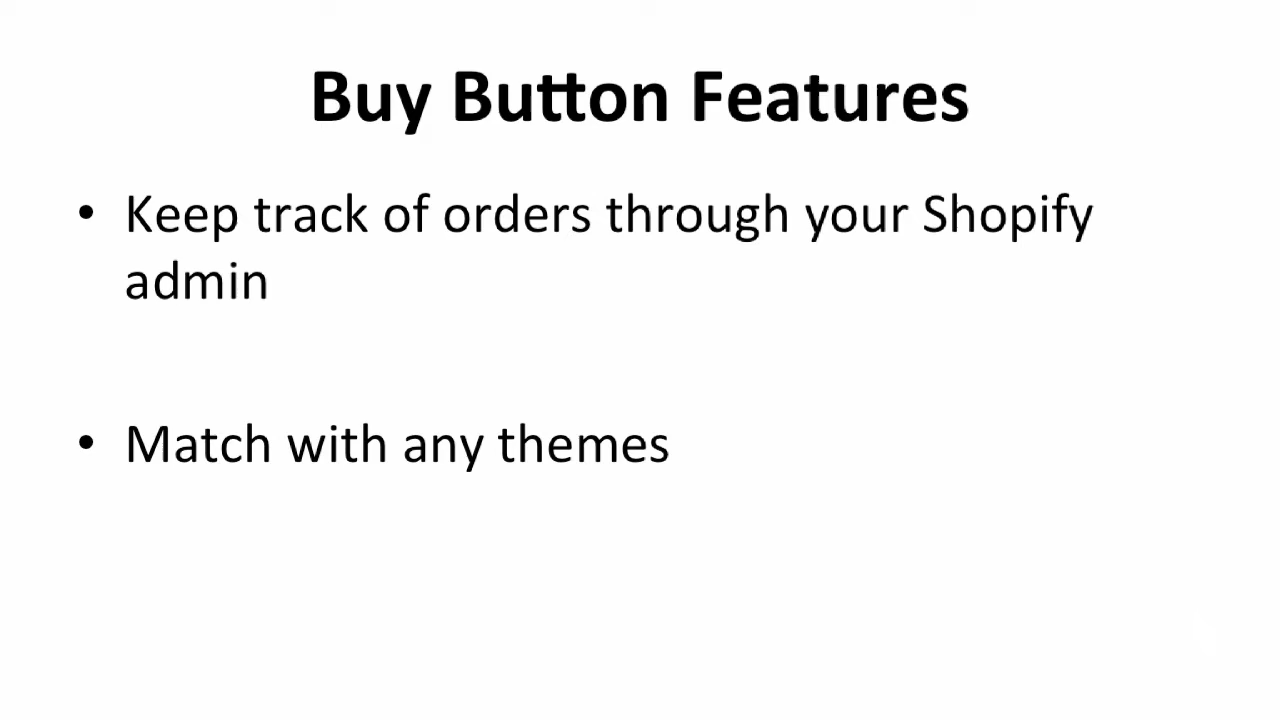 Buy Button Features
• Keep track of orders through your Shopify
admin
• Match with any themes